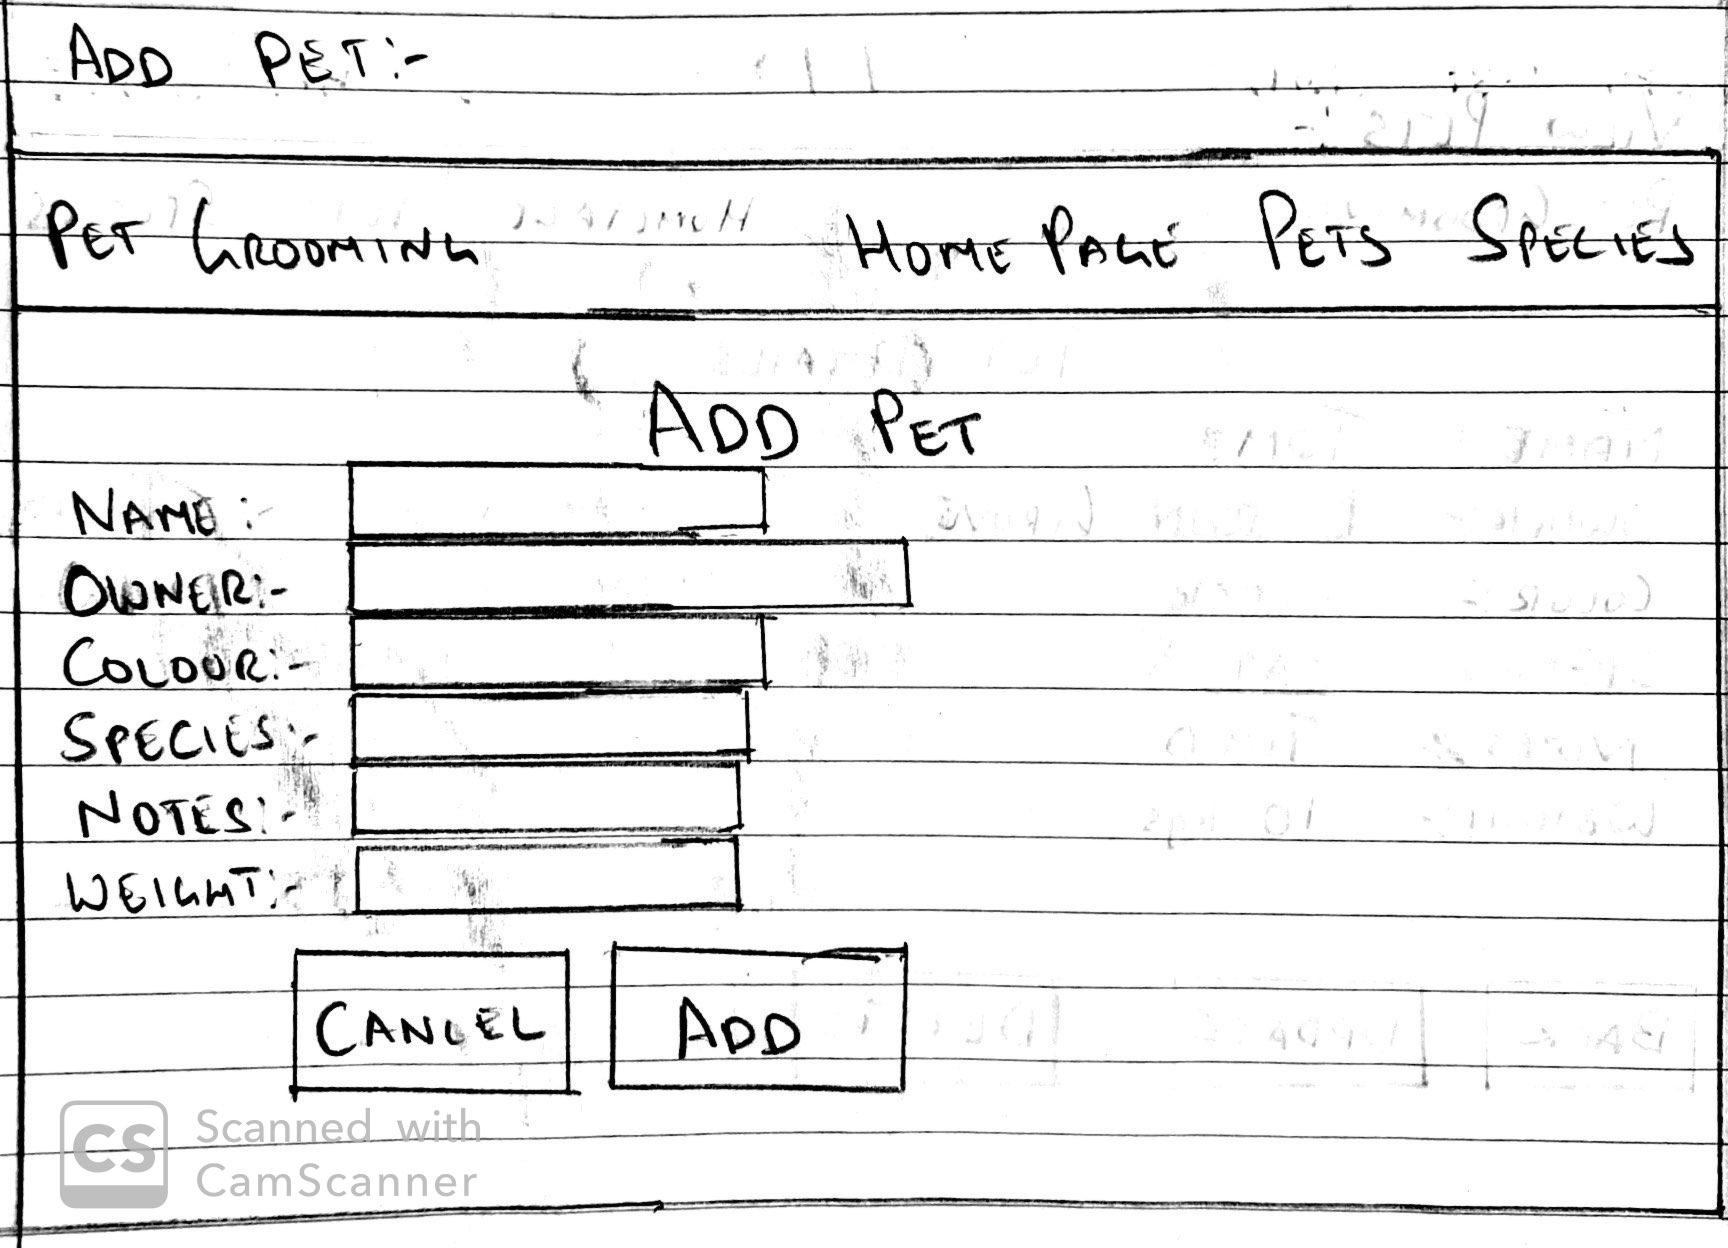 ADD PET:-
PET GROOMING HOME PAGE PETS SPECIES
ADD PET
NAME:-
OWNER:-
COLOUR:-
SPECIES:-
NOTES:-
WEIGHT:-
CANCEL ADD
CS Scanned with
CamScanner